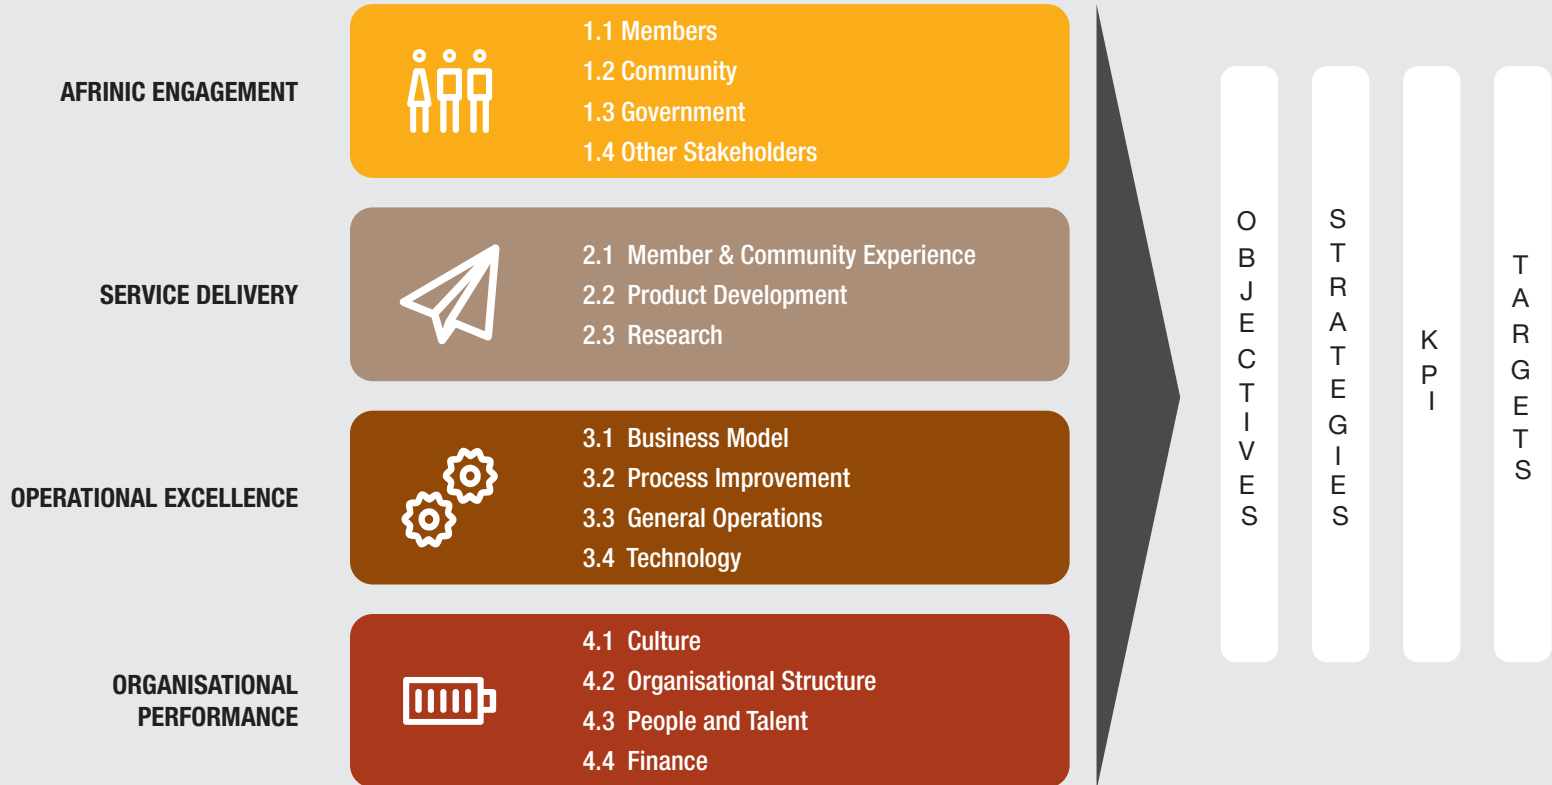 AFRINIC ENGAGEMENT
1.1 Members
1.2 Community
1.3 Government
1.4 Other Stakeholders
SERVICE DELIVERY
2.1 Member & Community Experience
2.2 Product Development
2.3 Research
OPERATIONAL EXCELLENCE
3.1 Business Model
3.2 Process Improvement
3.3 General Operations
3.4 Technology
ORGANISATIONAL
PERFORMANCE
4.1 Culture
4.2 Organisational Structure
4.3 People and Talent
4.4 Finance
OBJECTIVES
STRATEGIES
KPI
TARGETS